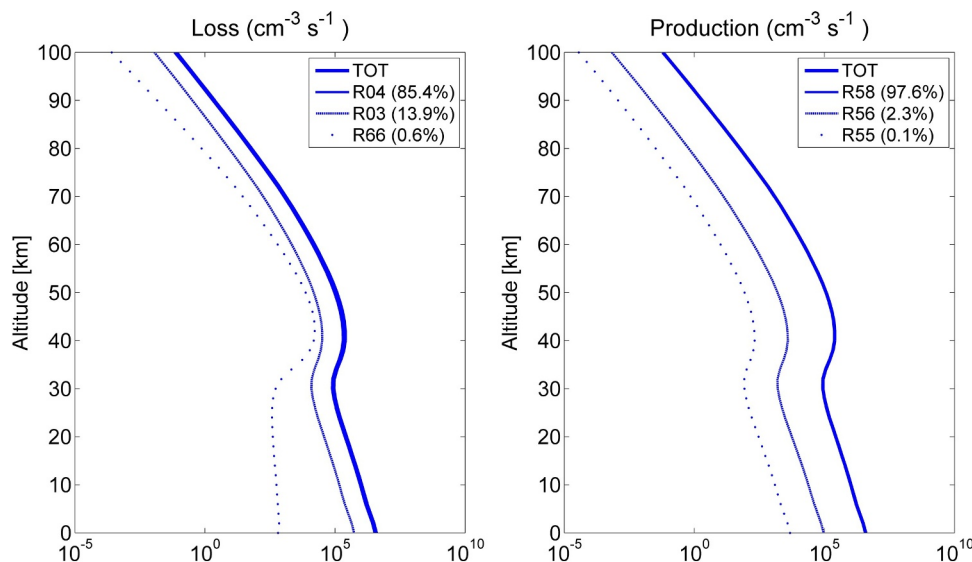 Loss (cm⁻³ s⁻¹ )
TOT
R04 (85.4%)
R03 (13.9%)
R66 (0.6%)
Altitude [km]
100
90
80
70
60
50
40
30
20
10
0
10⁻⁵
10⁰
10⁵
10¹⁰
Production (cm⁻³ s⁻¹ )
TOT
R58 (97.6%)
R56 (2.3%)
R55 (0.1%)
Altitude [km]
100
90
80
70
60
50
40
30
20
10
0
10⁻⁵
10⁰
10⁵
10¹⁰